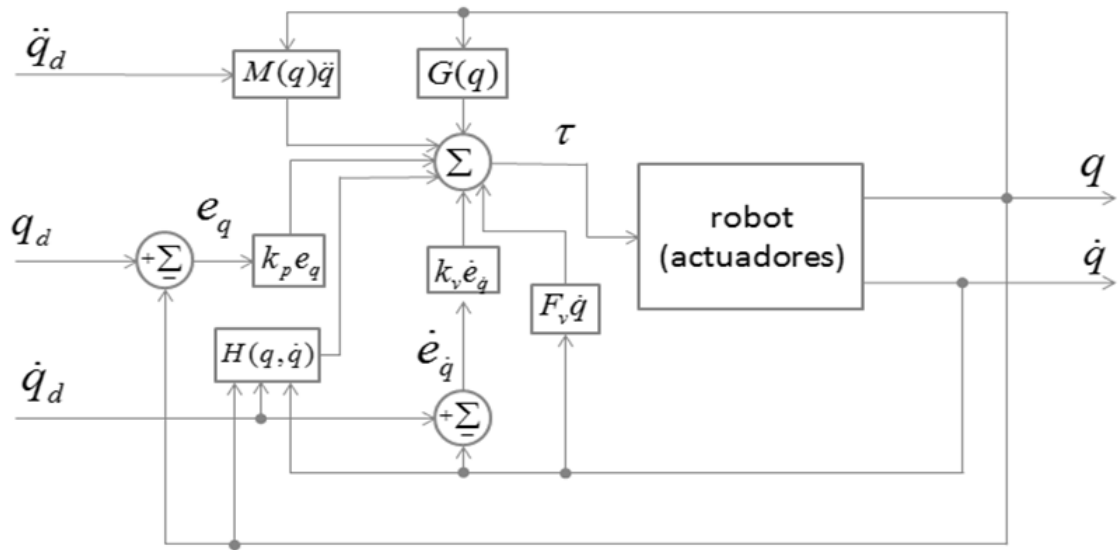 q̈_d
M(q)q̈
G(q)
τ
Σ
q
q_d
e_q
+Σ
−
k_p e_q
k_v ė_q̇
F_v q̇
robot
(actuadores)
q̇
H(q, q̇)
ė_q̇
q̇_d
+Σ
−